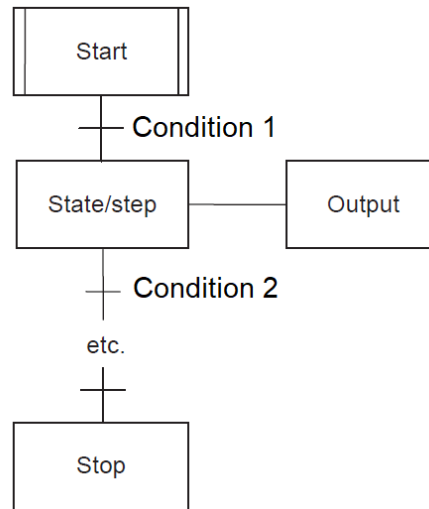 Start
Condition 1
State/step
Output
Condition 2
etc.
Stop